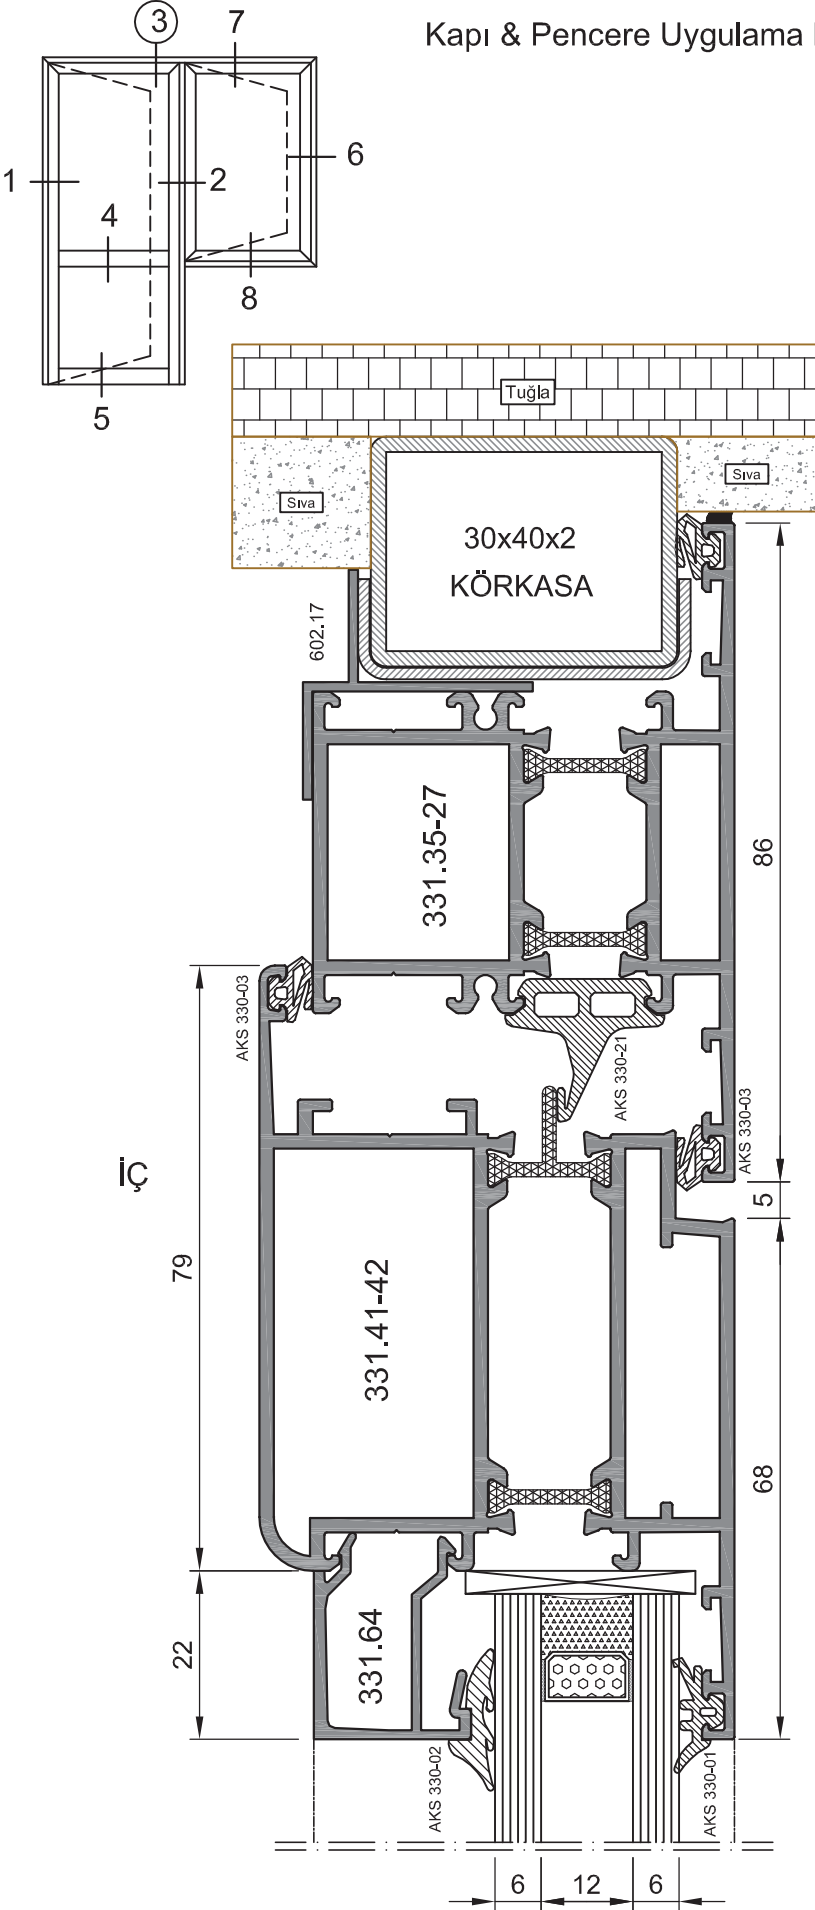 3
7
Kapı & Pencere Uygulama
1
2
6
4
8
5
Tuğla
Sıva
Sıva
30x40x2
KÖRKASA
602.17
331.35-27
86
AKS 330-03
AKS 330-21
AKS 330-03
İÇ
5
79
331.41-42
68
22
331.64
AKS 330-02
AKS 330-01
6
12
6